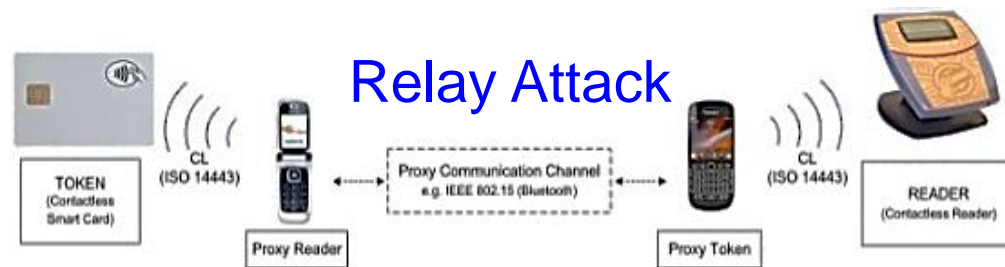 Relay Attack
TOKEN
(Contactless
Smart Card)
CL
(ISO 14443)
Proxy Reader
Proxy Communication Channel
e.g. IEEE 802.15 (Bluetooth)
Proxy Token
CL
(ISO 14443)
READER
(Contactless Reader)